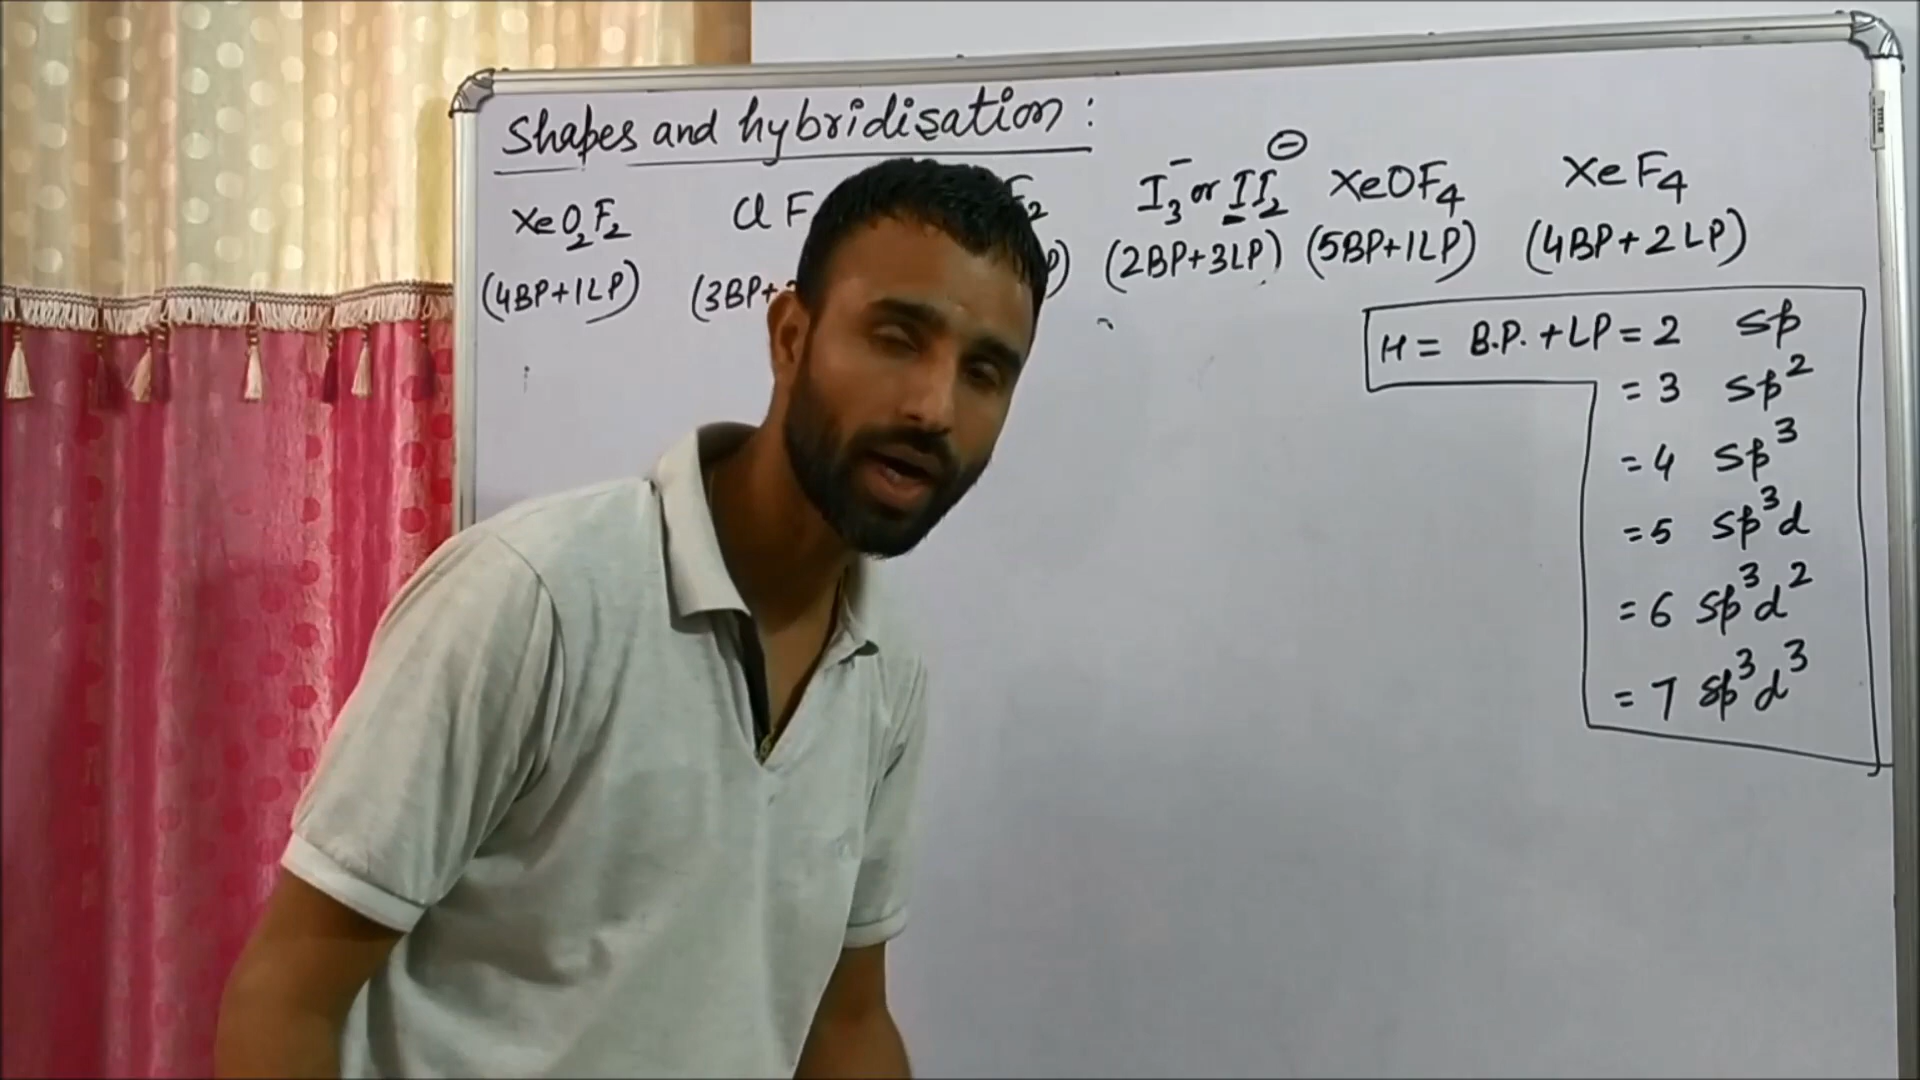 Shapes and hybridisation :
XeO₂F₂ Cl F F₂ I₃⁻ or II₂⊖ XeOF₄ XeF₄
(4BP+1LP) (3BP+ P) (2BP+3LP) (5BP+1LP) (4BP+2LP)
H = B.P. + LP = 2 sp
= 3 sp²
= 4 sp³
= 5 sp³d
= 6 sp³d²
= 7 sp³d³